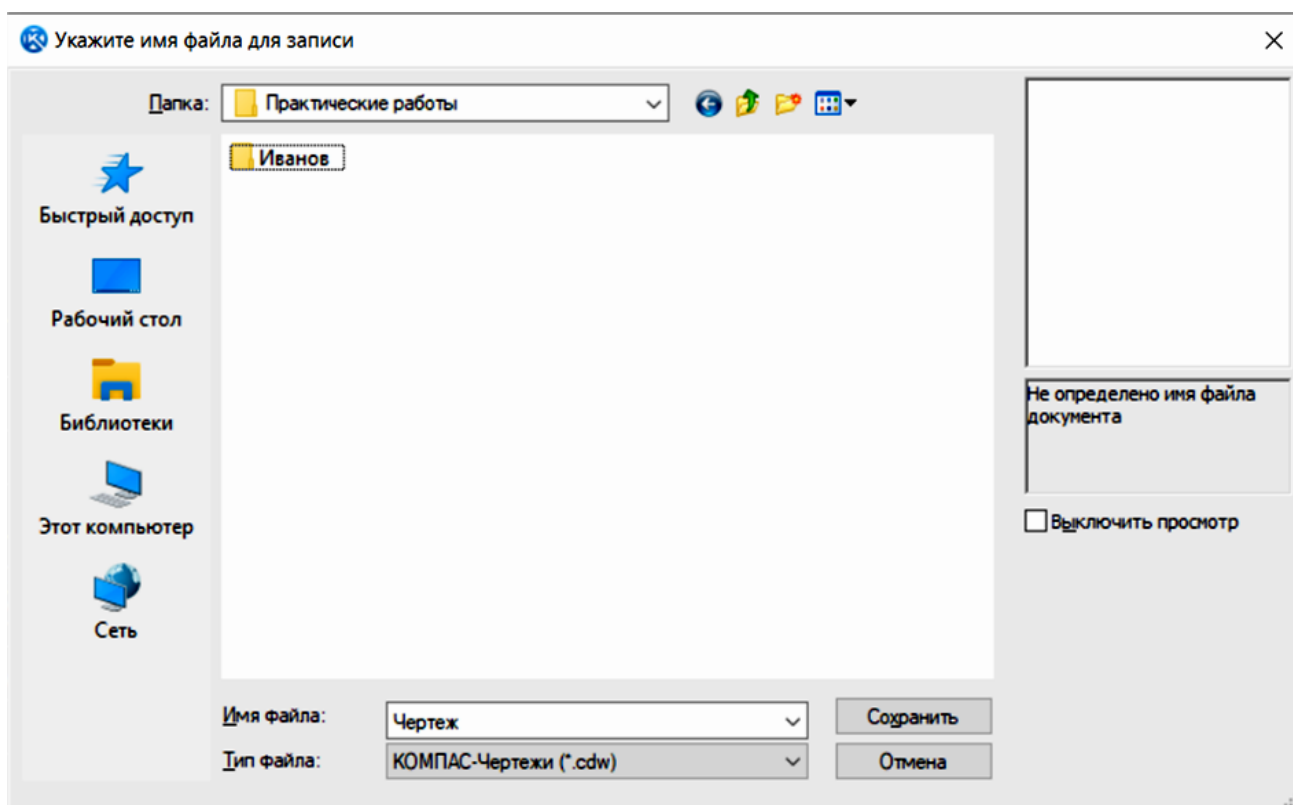 Укажите имя файла для записи
Папка: Практические работы
Иванов
Быстрый доступ
Рабочий стол
Библиотеки
Этот компьютер
Сеть
Не определено имя файла
документа
Выключить просмотр
Имя файла: Чертеж Сохранить
Тип файла: КОМПАС-Чертежи (*.cdw) Отмена